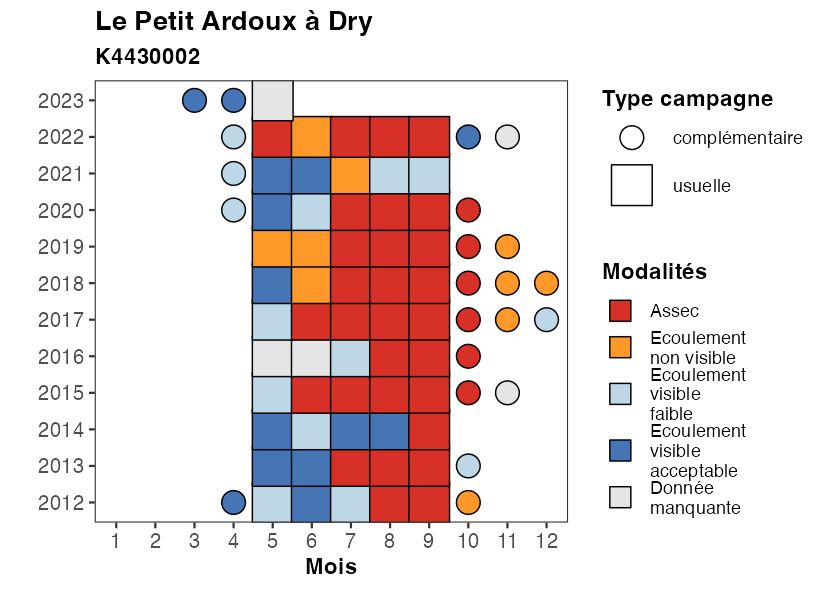 Le Petit Ardoux à Dry
K4430002
2023
2022
2021
2020
2019
2018
2017
2016
2015
2014
2013
2012
1 2 3 4 5 6 7 8 9 10 11 12
Mois
Type campagne
complémentaire
usuelle
Modalités
Assec
Ecoulement
non visible
Ecoulement
visible
faible
Ecoulement
visible
acceptable
Donnée
manquante